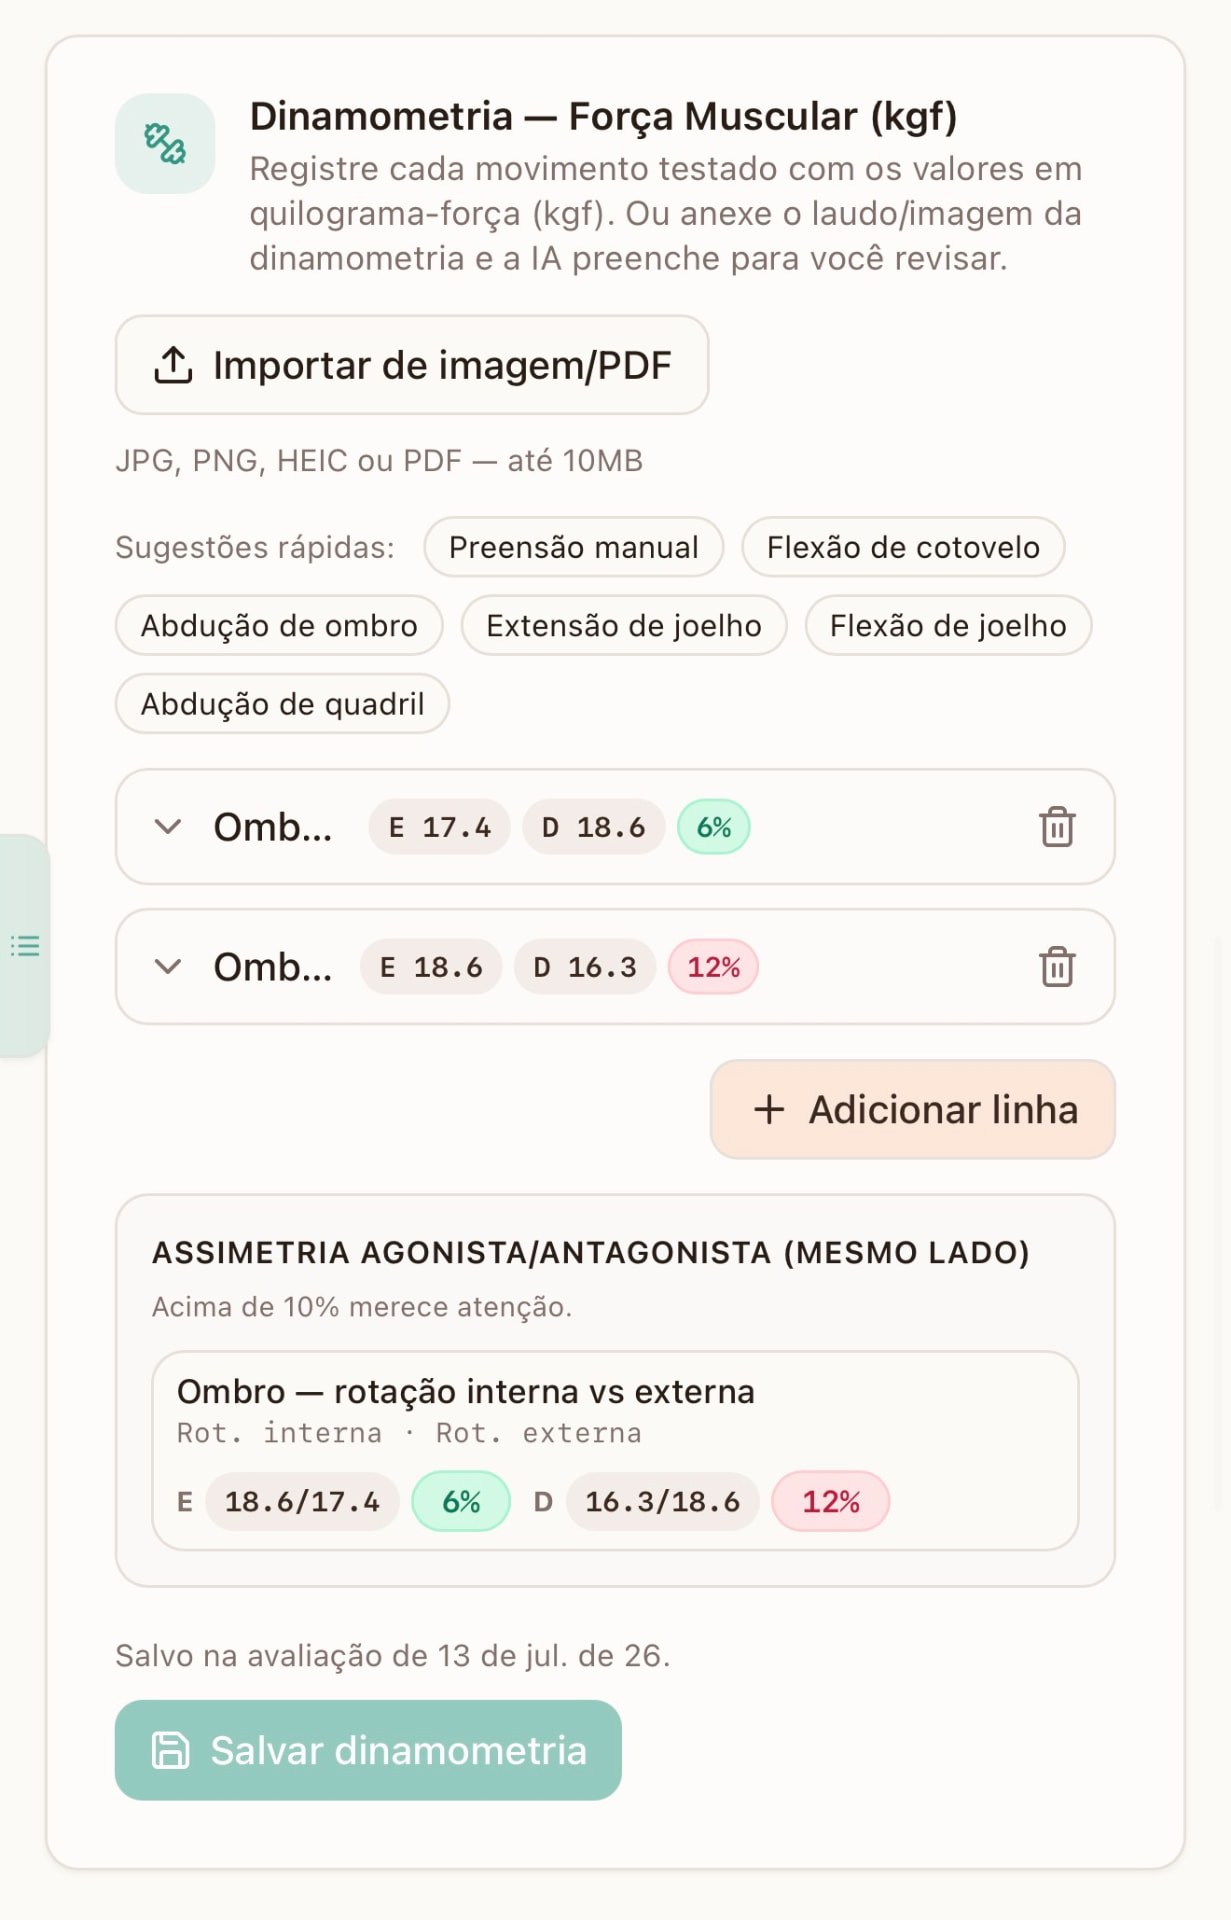 Dinamometria — Força Muscular (kgf)
Registre cada movimento testado com os valores em
quilograma-força (kgf). Ou anexe o laudo/imagem da
dinamometria e a IA preenche para você revisar.
Importar de imagem/PDF
JPG, PNG, HEIC ou PDF — até 10MB
Sugestões rápidas: Preensão manual Flexão de cotovelo
Abdução de ombro Extensão de joelho Flexão de joelho
Abdução de quadril
Omb... E 17.4 D 18.6 6%
Omb... E 18.6 D 16.3 12%
+ Adicionar linha
ASSIMETRIA AGONISTA/ANTAGONISTA (MESMO LADO)
Acima de 10% merece atenção.
Ombro — rotação interna vs externa
Rot. interna · Rot. externa
E 18.6/17.4 6% D 16.3/18.6 12%
Salvo na avaliação de 13 de jul. de 26.
Salvar dinamometria